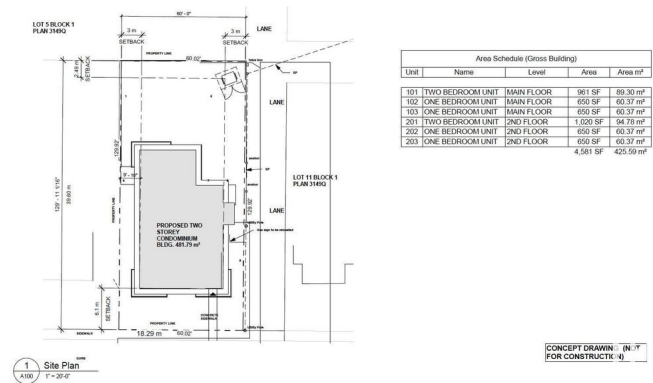 60'- 0"
LOT 5 BLOCK 1
PLAN 3149Q
LANE
3 m
3 m
SETBACK
SETBACK
PROPERTY LINE
60.02'
2.48 m
SETBACK
LANE
129.92'
9' - 10"
LOT 11 BLOCK 1
PLAN 3149Q
129' - 11 1/16"
39.60 m
PROPERTY LINE
129.92'
LANE
PROPOSED TWO
STOREY
CONDOMINIUM
BLDG. 481.79 m²
6.1 m
SETBACK
PROPERTY LINE
CONCRETE
SIDEWALK
SIDEWALK
18.29 m
60.02'
1
A100
Site Plan
1" = 20'-0"
Area Schedule (Gross Building)
Unit Name Level Area Area m²
101 TWO BEDROOM UNIT MAIN FLOOR 961 SF 89.30 m²
102 ONE BEDROOM UNIT MAIN FLOOR 650 SF 60.37 m²
103 ONE BEDROOM UNIT MAIN FLOOR 650 SF 60.37 m²
201 TWO BEDROOM UNIT 2ND FLOOR 1,020 SF 94.78 m²
202 ONE BEDROOM UNIT 2ND FLOOR 650 SF 60.37 m²
203 ONE BEDROOM UNIT 2ND FLOOR 650 SF 60.37 m²
4,581 SF 425.59 m²
CONCEPT DRAWING (NOT
FOR CONSTRUCTION)